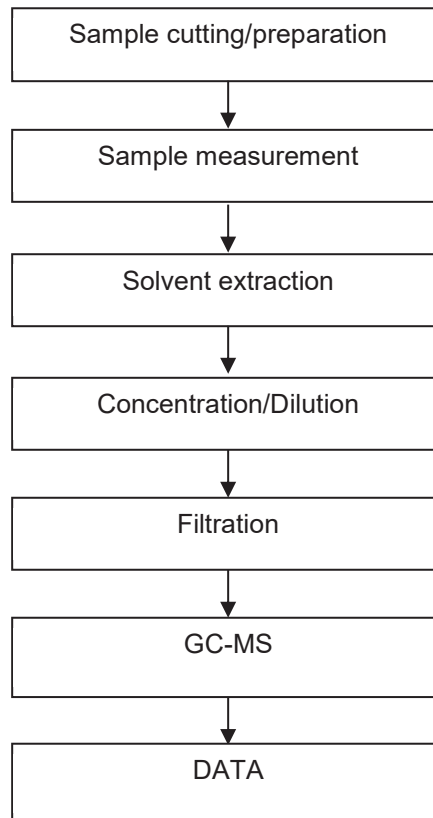 Sample cutting/preparation
Sample measurement
Solvent extraction
Concentration/Dilution
Filtration
GC-MS
DATA